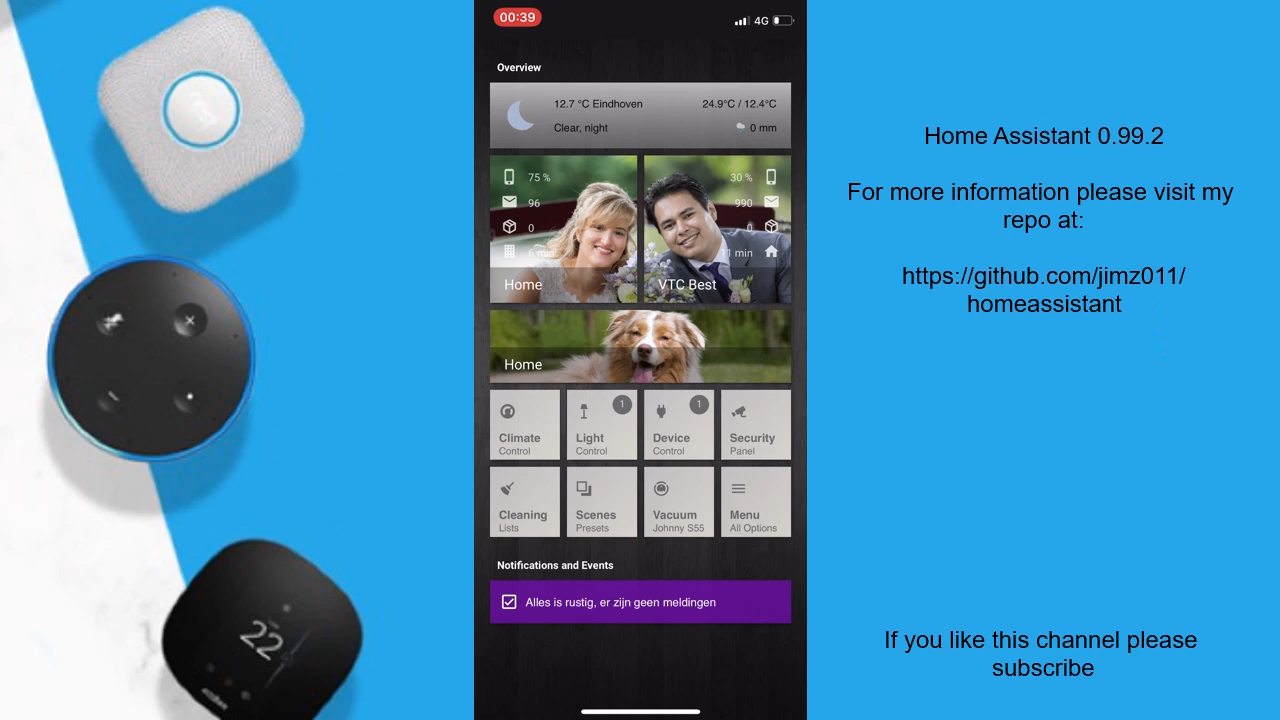 00:39
4G
Overview
12.7 °C Eindhoven
24.9°C / 12.4°C
Clear, night
0 mm
75 %
96
0
6 min
Home
30 %
990
0
11 min
VTC Best
Home
Climate
Control
1
Light
Control
1
Device
Control
Security
Panel
Cleaning
Lists
Scenes
Presets
Vacuum
Johnny S55
Menu
All Options
Notifications and Events
Alles is rustig, er zijn geen meldingen
Home Assistant 0.99.2
For more information please visit my
repo at:
https://github.com/jimz011/
homeassistant
If you like this channel please
subscribe
22
ecobee